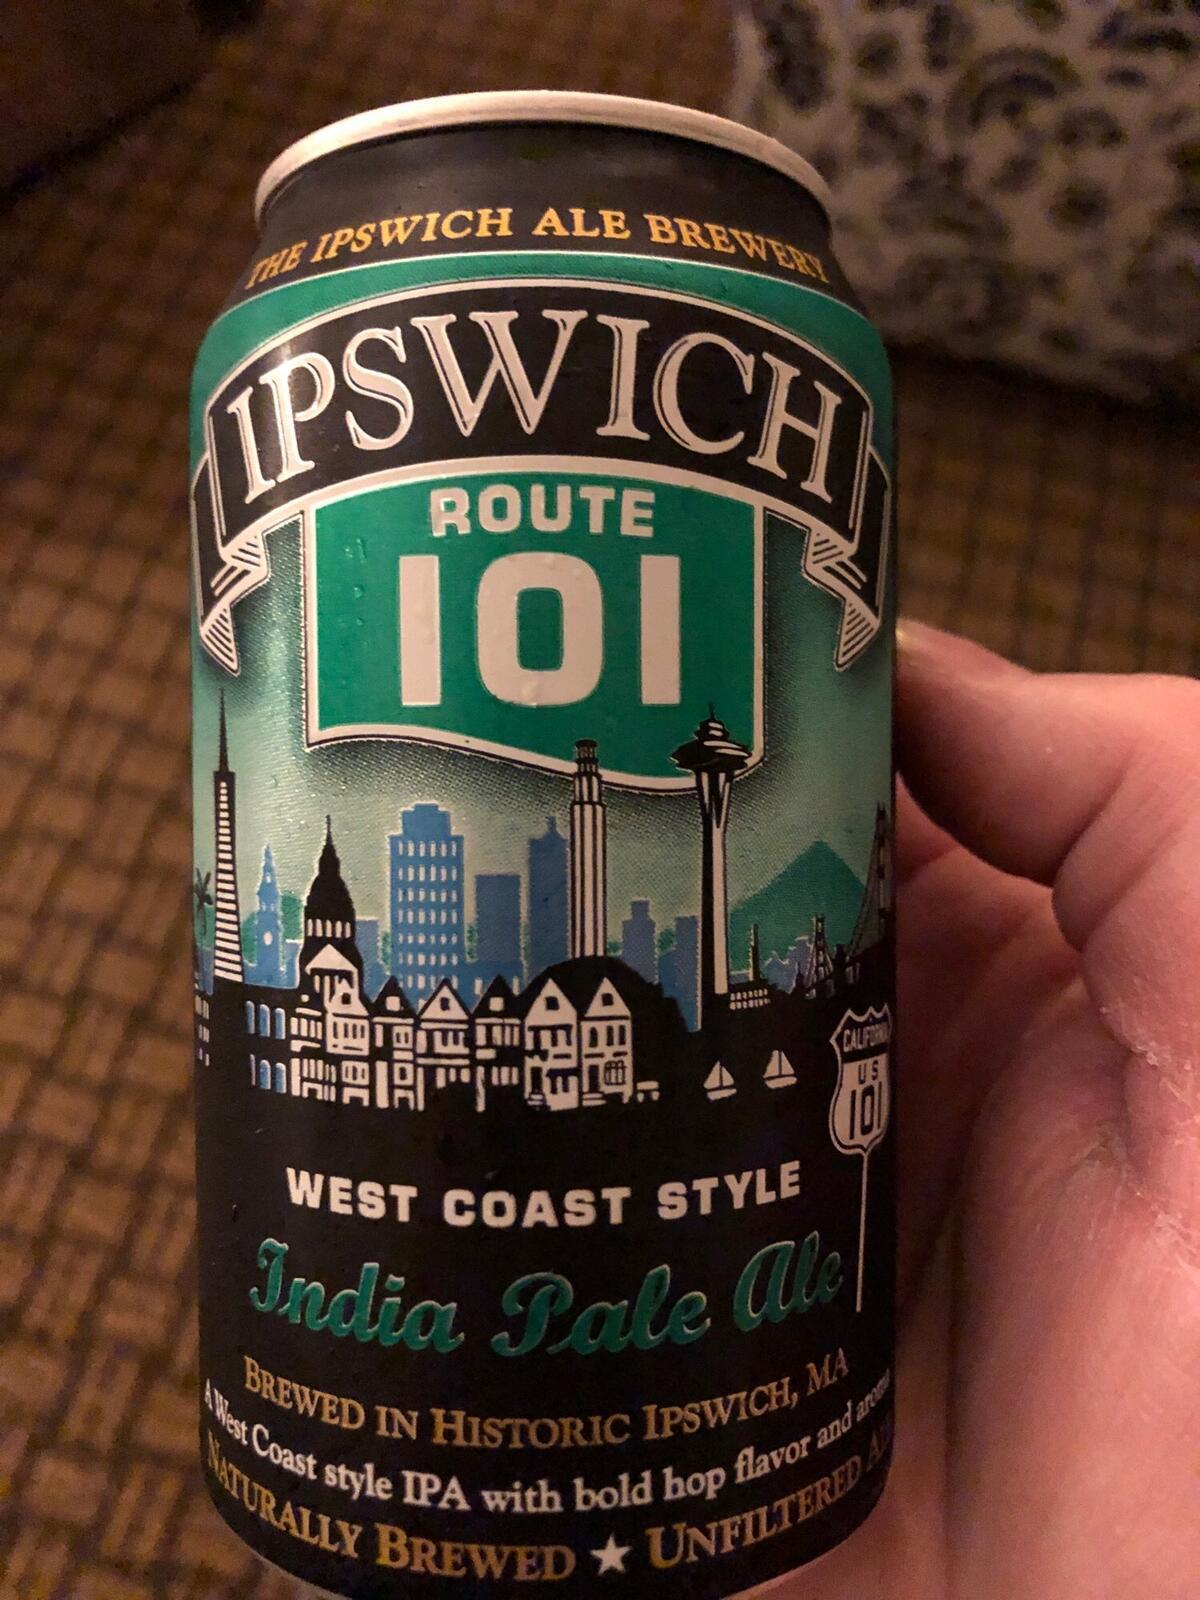 THE IPSWICH ALE BREWERY
IPSWICH
ROUTE
101
CALIFORNIA
US
101
WEST COAST STYLE
India Pale Ale
BREWED IN HISTORIC IPSWICH, MA
A West Coast style IPA with bold hop flavor and aroma
NATURALLY BREWED ★ UNFILTERED